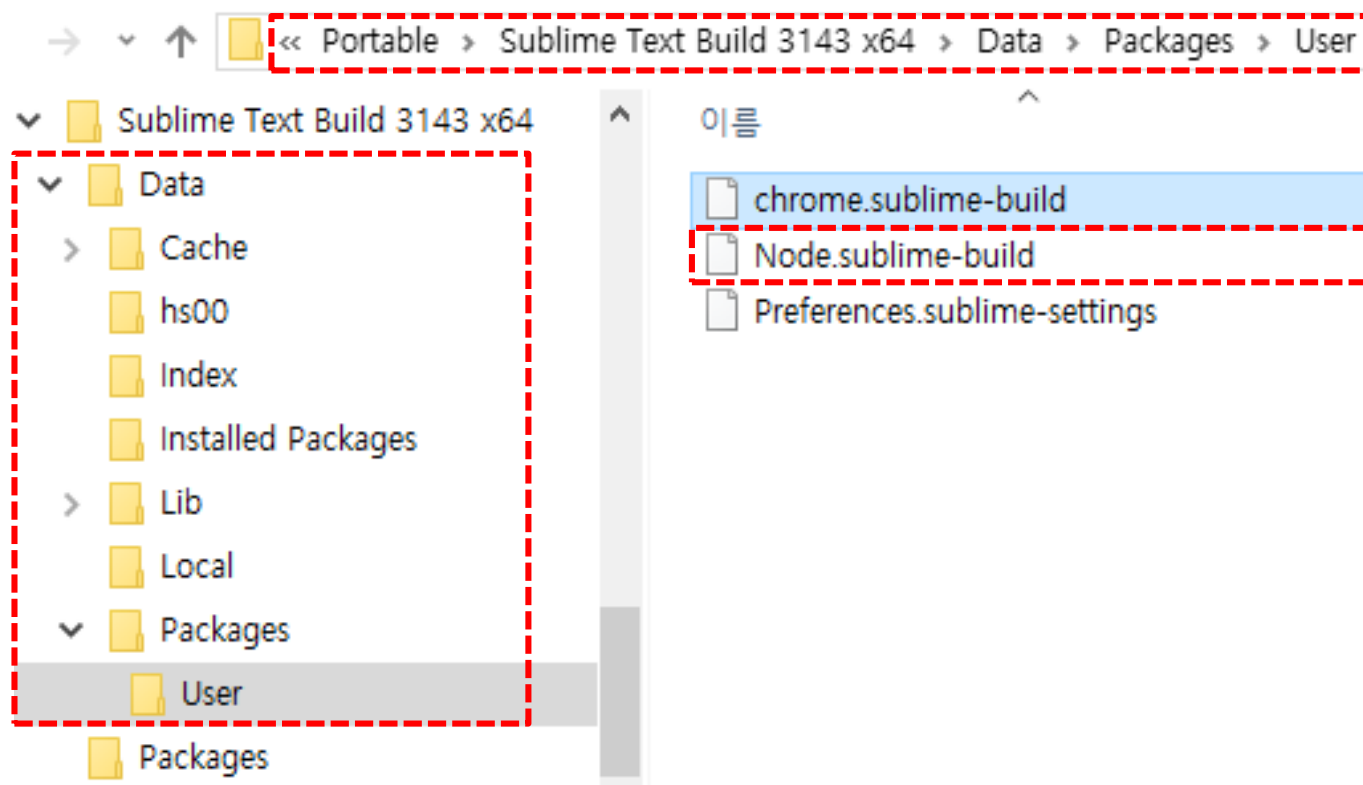 « Portable > Sublime Text Build 3143 x64 > Data > Packages > User
Sublime Text Build 3143 x64
Data
Cache
hs00
Index
Installed Packages
Lib
Local
Packages
User
Packages
이름
chrome.sublime-build
Node.sublime-build
Preferences.sublime-settings